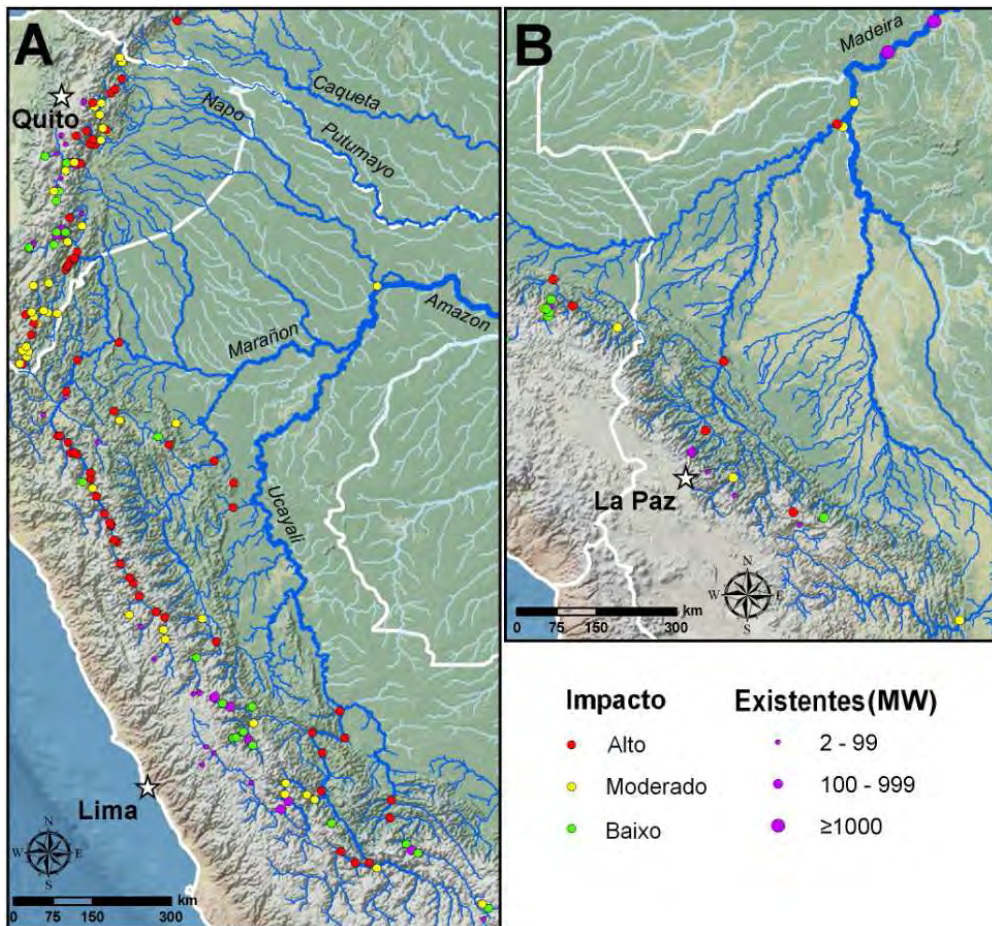 A
Quito
Caqueta
Napo
Putumayo
Amazon
Marañon
Ucayali
Lima
N
W E
S
0 75 150 300
km
B
Madeira
La Paz
N
W E
S
0 75 150 300
km
Impacto
Alto
Moderado
Baixo
Existentes (MW)
2 - 99
100 - 999
≥1000